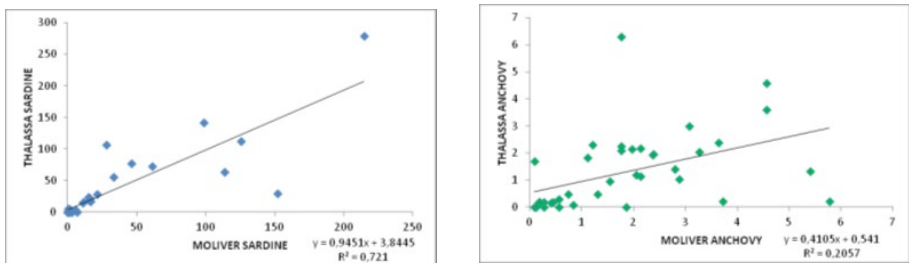 300
250
200
150
100
50
0
THALASSA SARDINE
0 50 100 150 200 250
MOLIVER SARDINE
y = 0,9451x + 3,8445
R² = 0,721
7
6
5
4
3
2
1
0
THALASSA ANCHOVY
0 1 2 3 4 5 6 7
MOLIVER ANCHOVY
y = 0,4105x + 0,541
R² = 0,2057